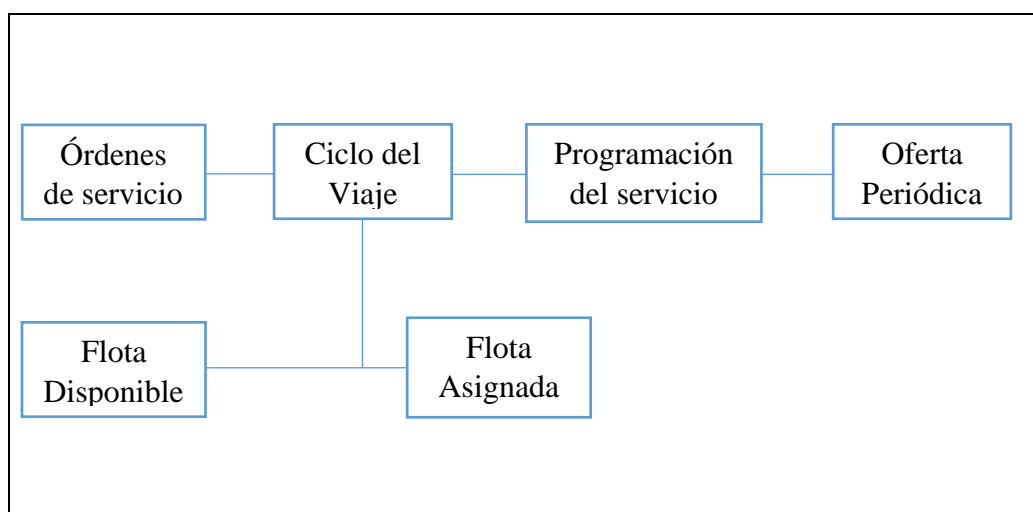 Órdenes
de servicio
Ciclo del
Viaje
Programación
del servicio
Oferta
Periódica
Flota
Disponible
Flota
Asignada